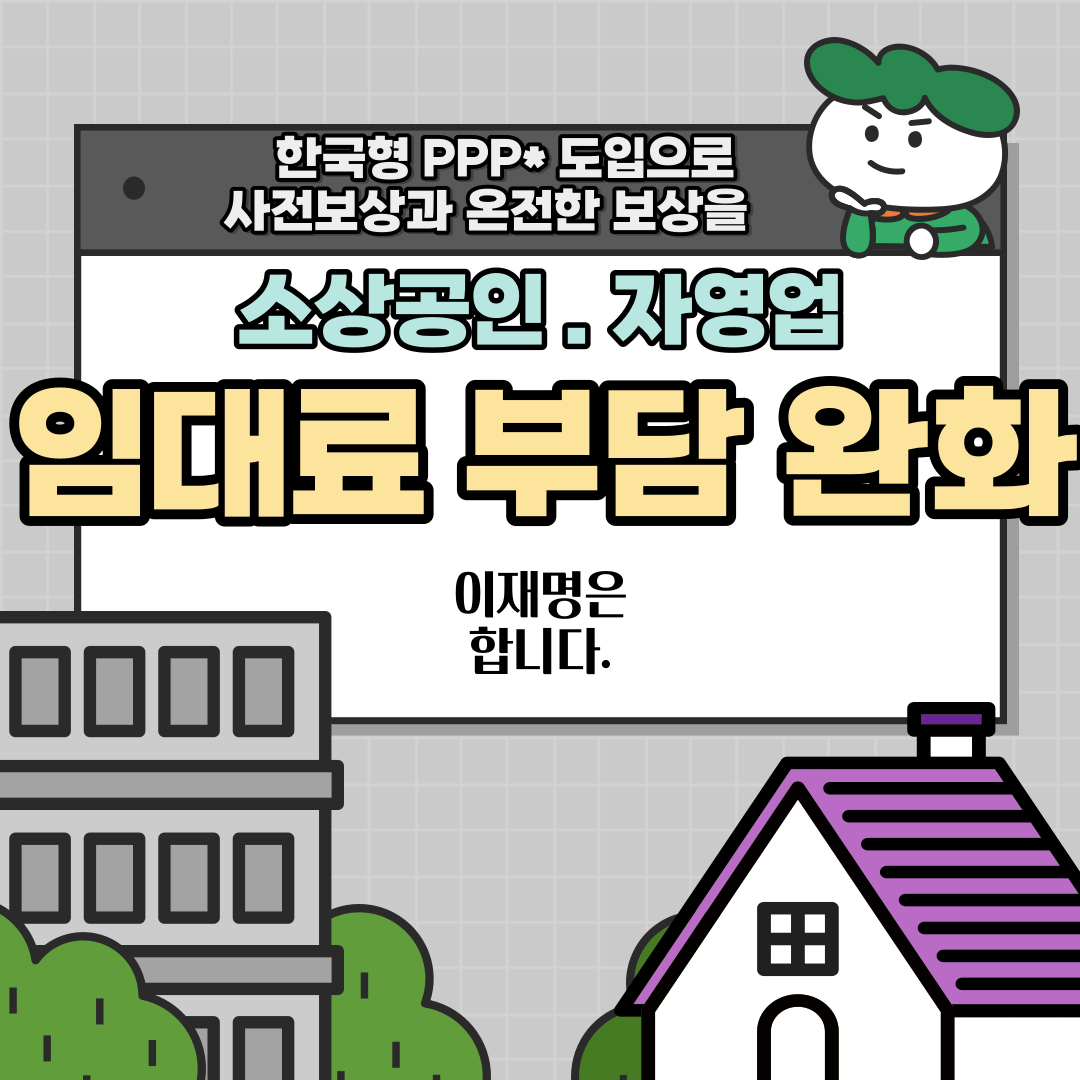 한국형 PPP* 도입으로
사전보상과 온전한 보상을
소상공인 . 자영업
임대료 부담 완화
이재명은
합니다.